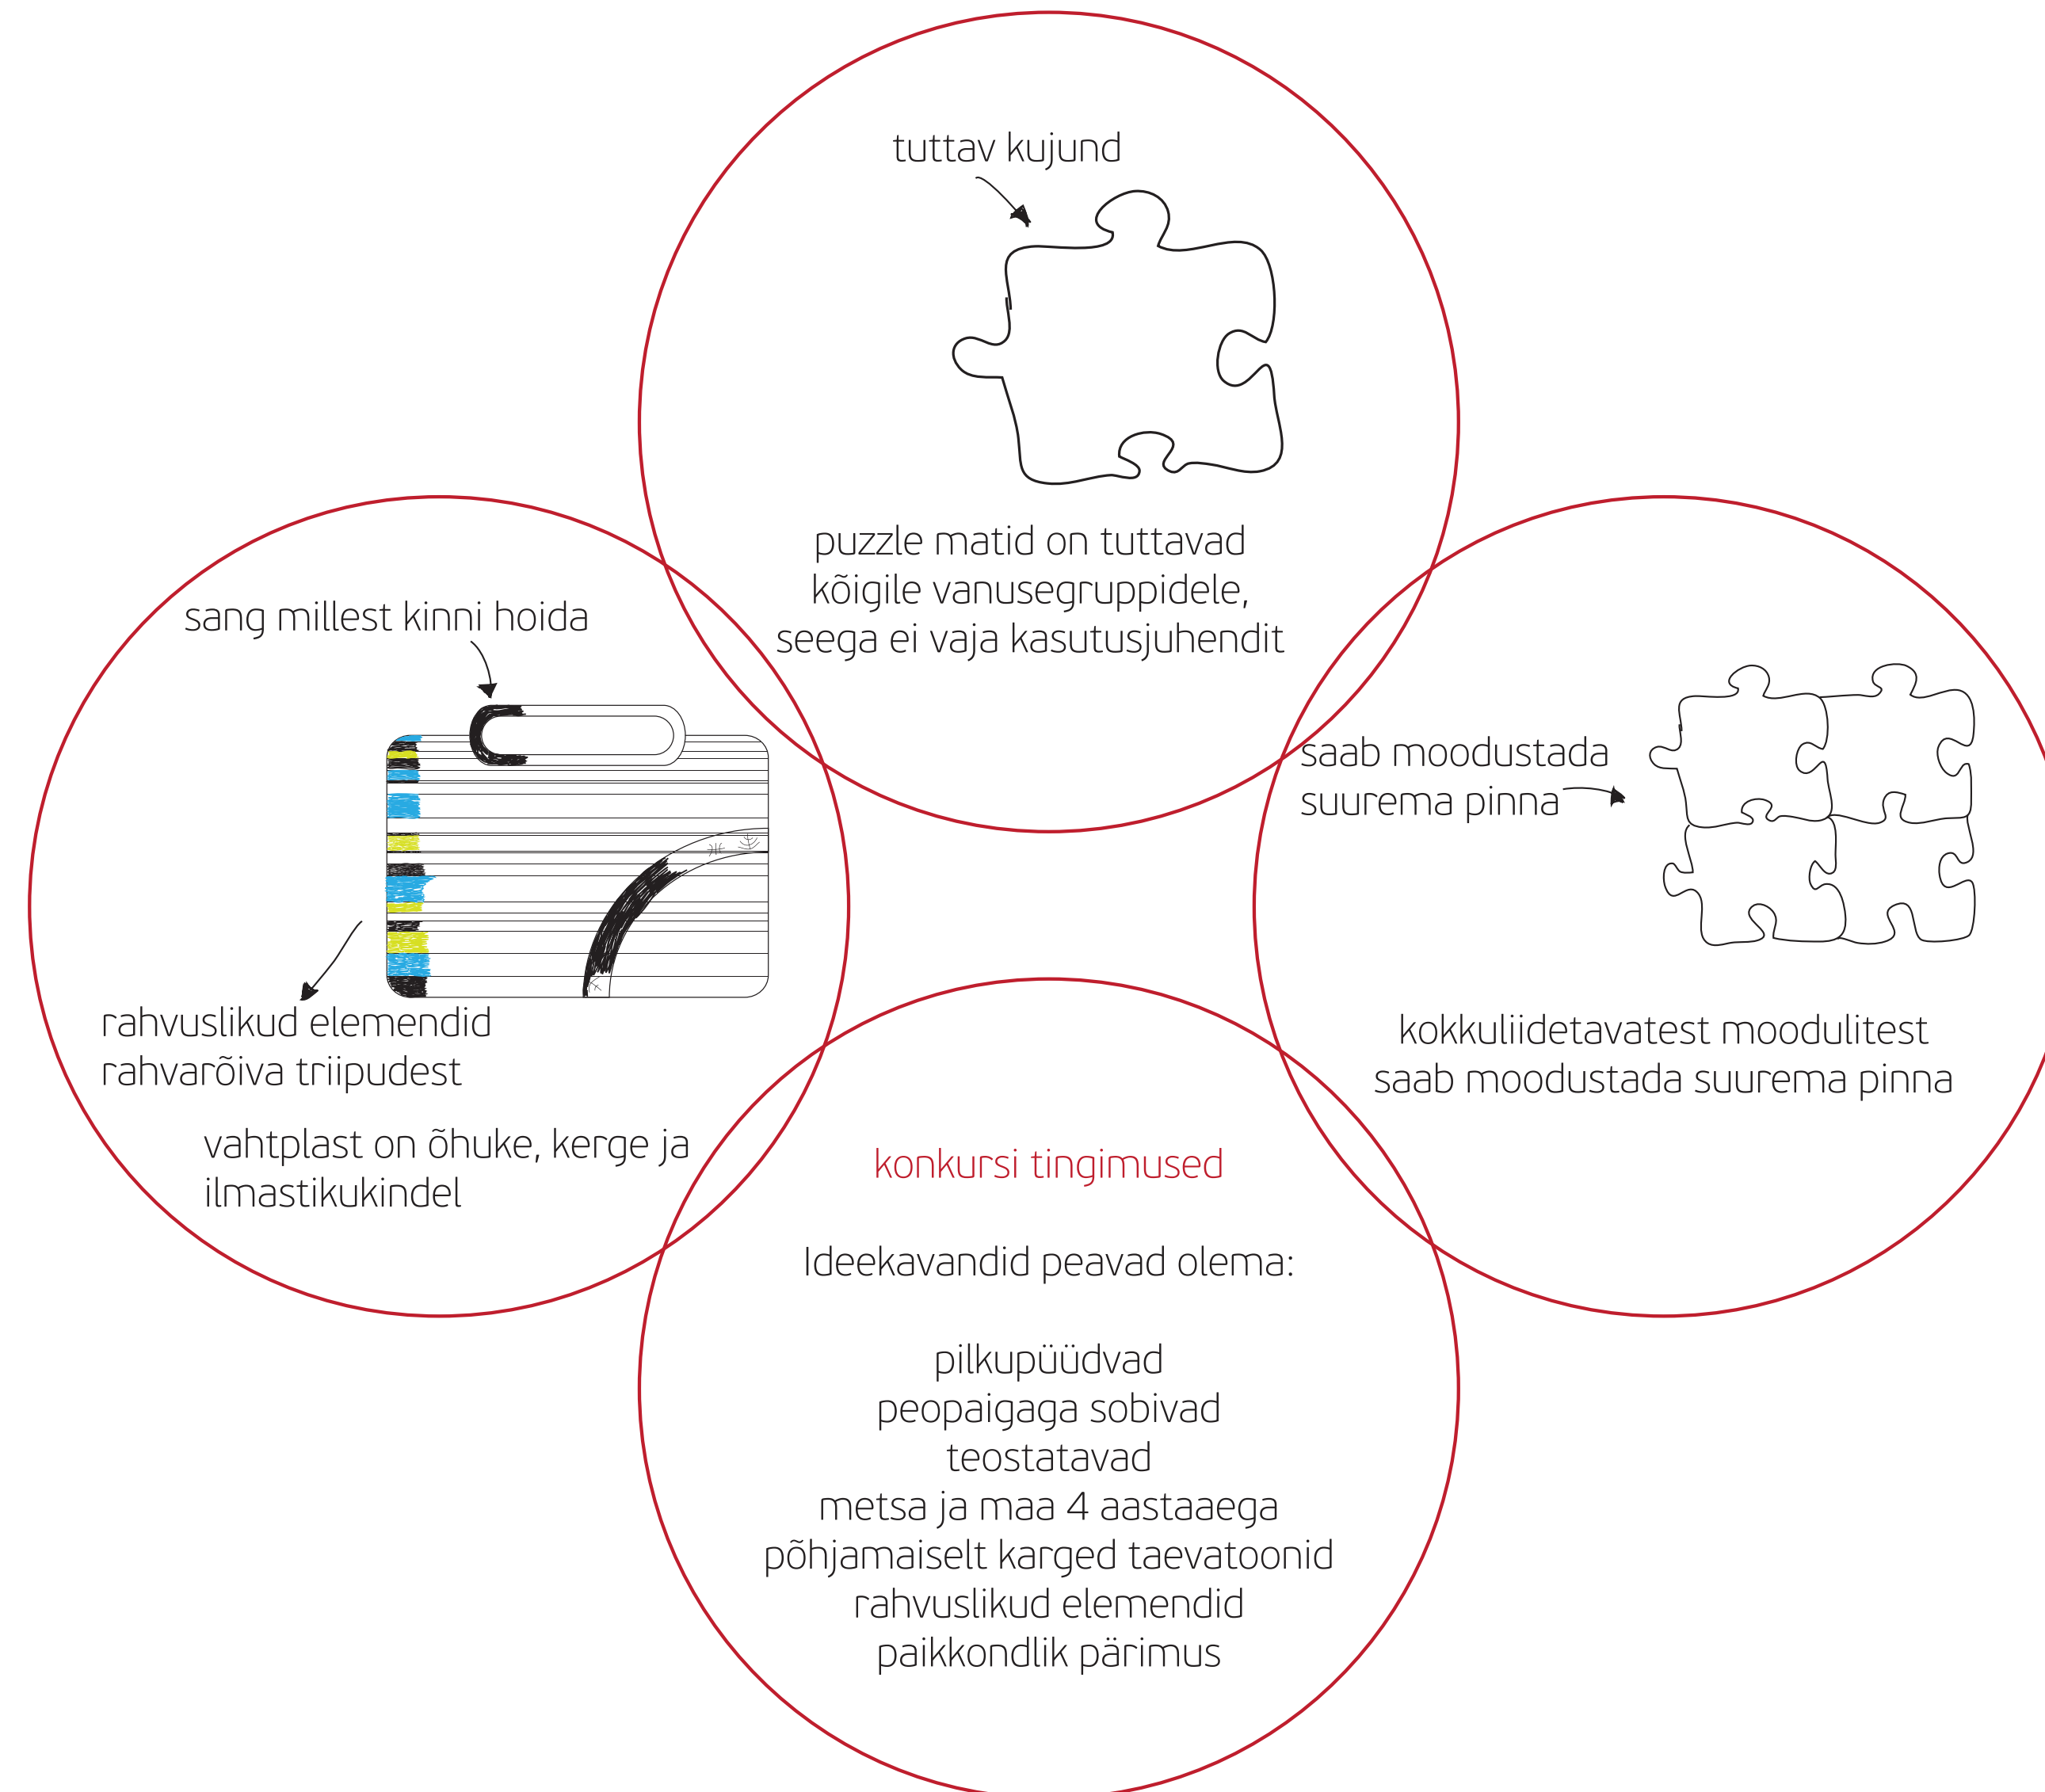 tuttav kujund
puzzle matid on tuttavad
kõigile vanusegruppidele,
seega ei vaja kasutusjuhendit
sang millest kinni hoida
rahvuslikud elemendid
rahvarõiva triipudest
vahtplast on õhuke, kerge ja
ilmastikukindel
saab moodustada
suurema pinna
kokkuliidetavatest moodulitest
saab moodustada suurema pinna
konkursi tingimused
Ideekavandid peavad olema:
pilkupüüdvad
peopaigaga sobivad
teostatavad
metsa ja maa 4 aastaaega
põhjamaiselt karged taevatoonid
rahvuslikud elemendid
paikkondlik pärimus